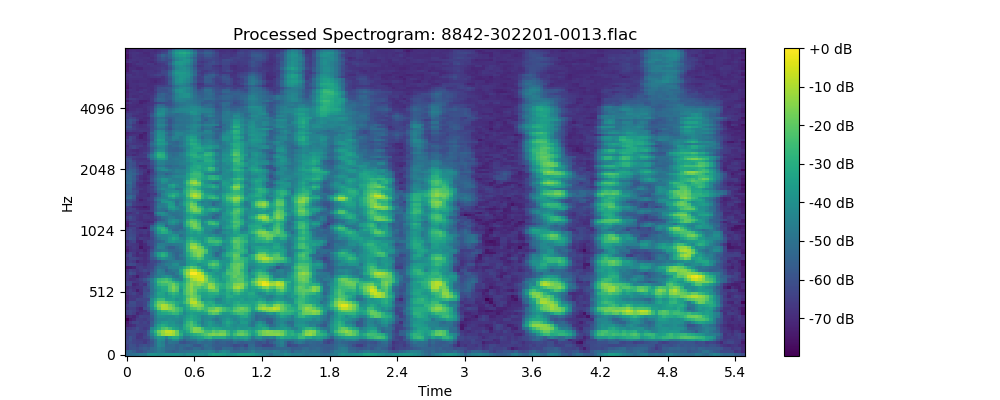 Processed Spectrogram: 8842-302201-0013.flac
Hz
4096
2048
1024
512
0
0 0.6 1.2 1.8 2.4 3 3.6 4.2 4.8 5.4
Time
+0 dB
-10 dB
-20 dB
-30 dB
-40 dB
-50 dB
-60 dB
-70 dB